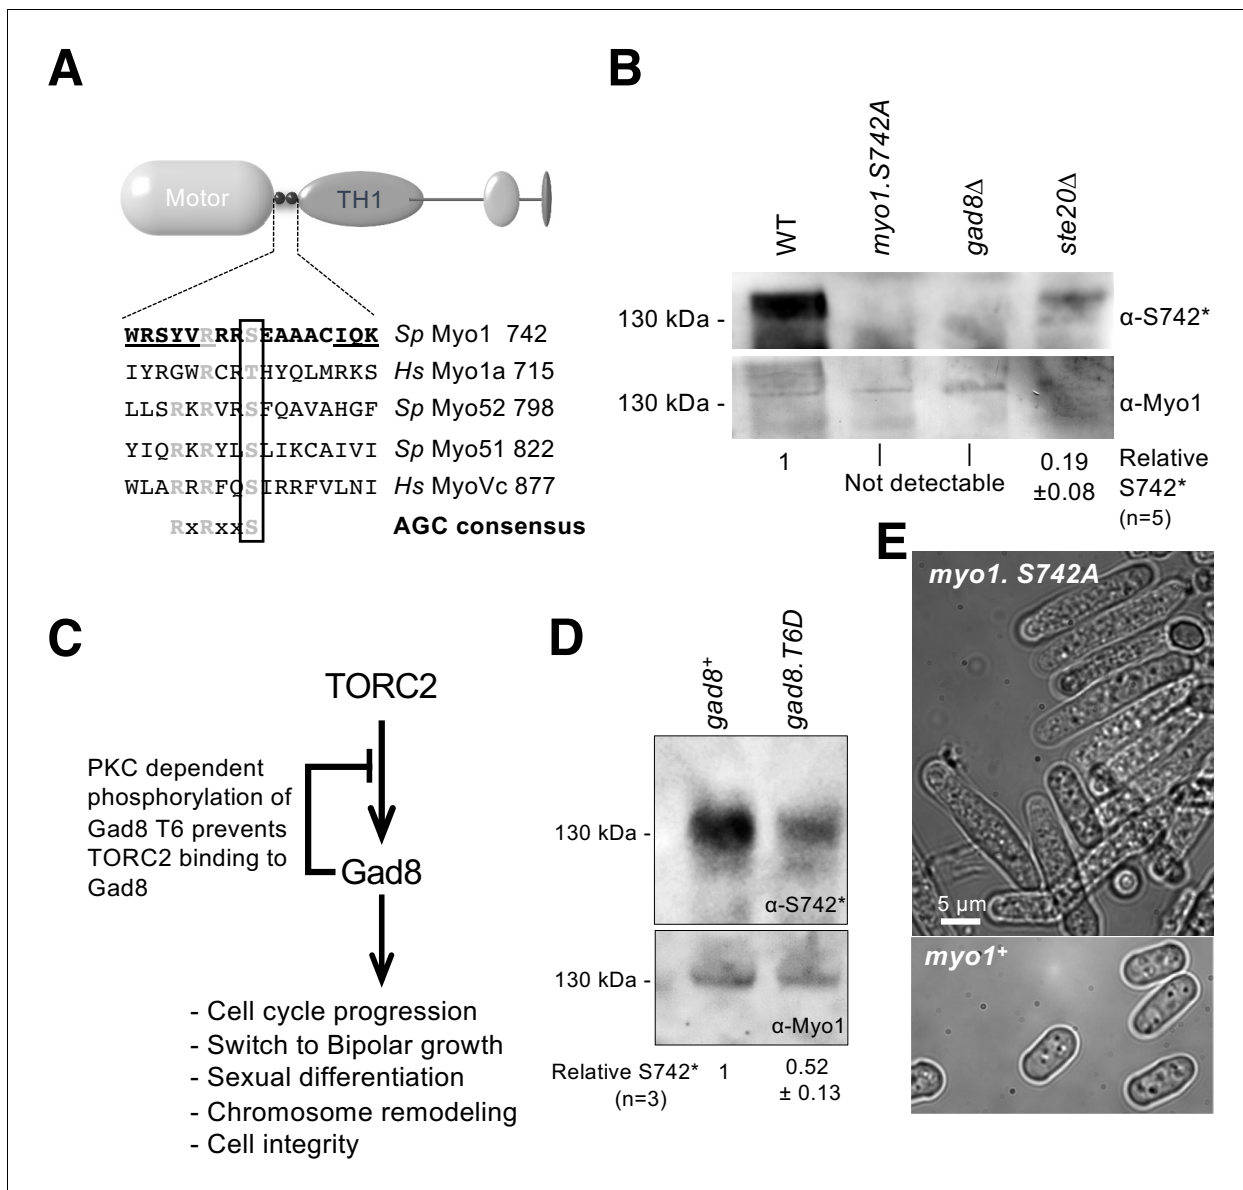 A
Motor
TH1
WRSYVRRRSEAAACIQK Sp Myo1 742
IYRGWRCRTHYQLMRKS Hs Myo1a 715
LLSRKRVRSFQAVAHGF Sp Myo52 798
YIQRKRYLSLIKCAIVI Sp Myo51 822
WLARRRFQSIRRFVLNI Hs MyoVc 877
RxRxxS AGC consensus
B
WT
myo1.S742A
gad8Δ
ste20Δ
130 kDa -
α-S742*
130 kDa -
α-Myo1
1
Not detectable
0.19
±0.08
Relative
S742*
(n=5)
C
TORC2
PKC dependent
phosphorylation of
Gad8 T6 prevents
TORC2 binding to
Gad8
Gad8
- Cell cycle progression
- Switch to Bipolar growth
- Sexual differentiation
- Chromosome remodeling
- Cell integrity
D
gad8+
gad8.T6D
130 kDa -
α-S742*
130 kDa -
α-Myo1
Relative S742* 1 0.52
(n=3) ± 0.13
E
myo1. S742A
5 µm
myo1+